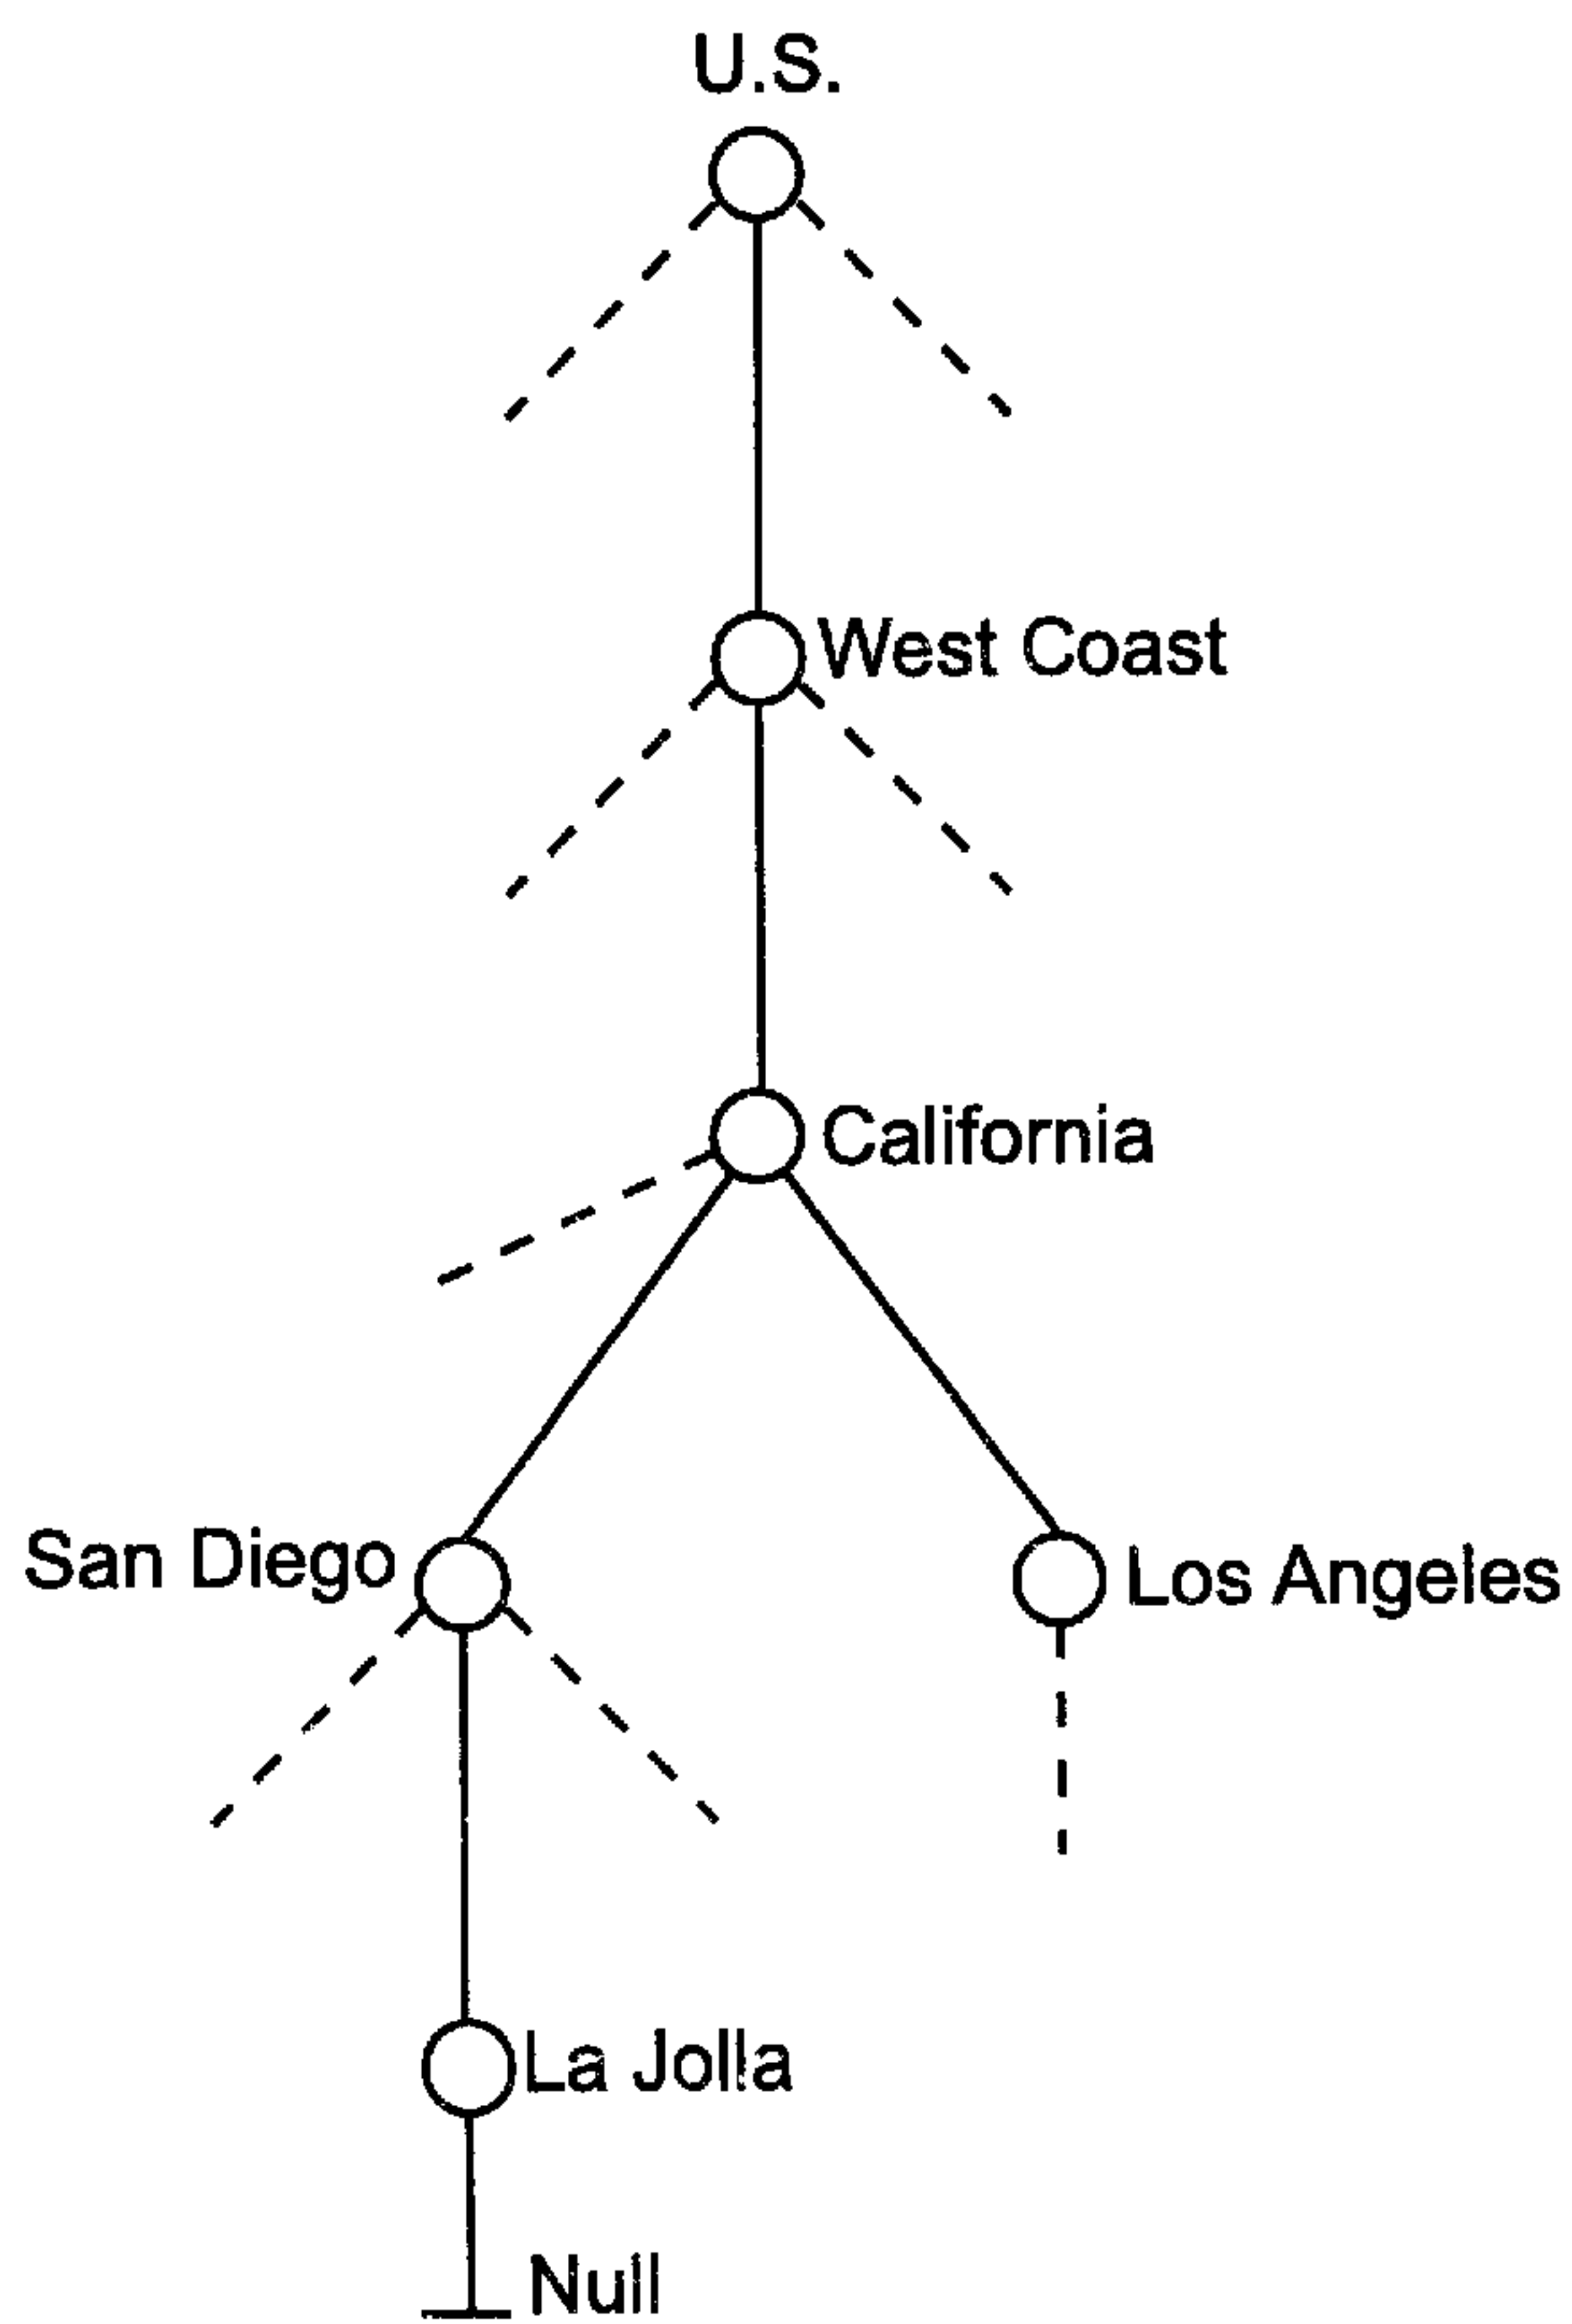 U.S.
West Coast
California
San Diego
Los Angeles
La Jolla
Null